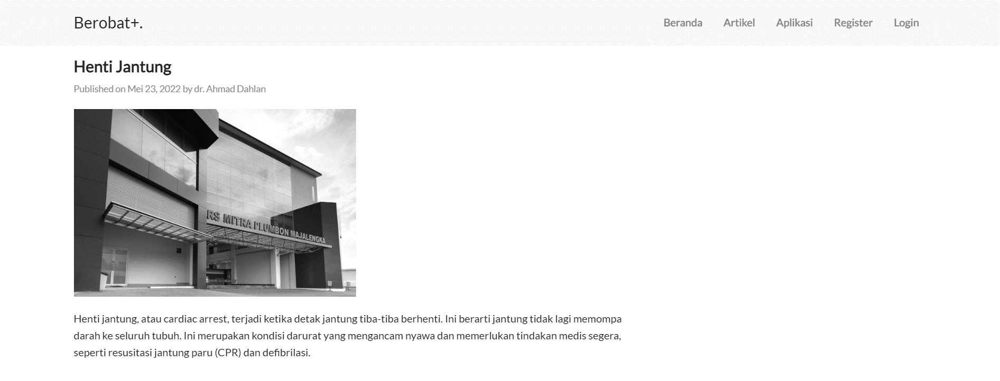 Berobat+.
Beranda Artikel Aplikasi Register Login
Henti Jantung
Published on Mei 23, 2022 by dr. Ahmad Dahlan
RS MITRA PLUMBON MAJALENGKA
Henti jantung, atau cardiac arrest, terjadi ketika detak jantung tiba-tiba berhenti. Ini berarti jantung tidak lagi memompa
darah ke seluruh tubuh. Ini merupakan kondisi darurat yang mengancam nyawa dan memerlukan tindakan medis segera,
seperti resusitasi jantung paru (CPR) dan defibrilasi.